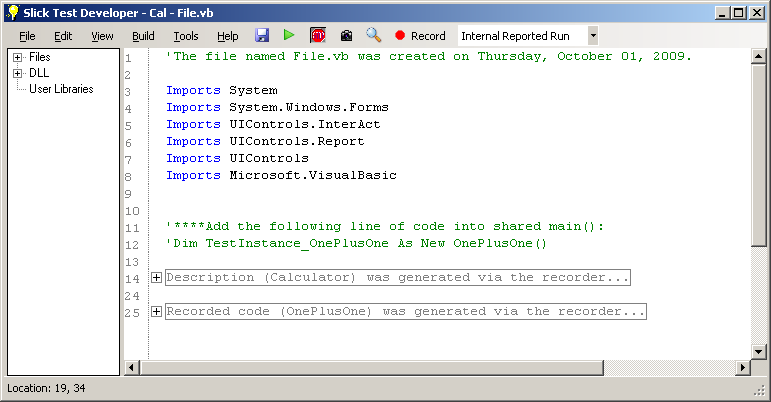 Slick Test Developer - Cal - File.vb
File Edit View Build Tools Help Record Internal Reported Run
Files
DLL
User Libraries
1 'The file named File.vb was created on Thursday, October 01, 2009.
2
3 Imports System
4 Imports System.Windows.Forms
5 Imports UIControls.InterAct
6 Imports UIControls.Report
7 Imports UIControls
8 Imports Microsoft.VisualBasic
9
10
11 '****Add the following line of code into shared main():
12 'Dim TestInstance_OnePlusOne As New OnePlusOne()
13
14 Description (Calculator) was generated via the recorder...
24
25 Recorded code (OnePlusOne) was generated via the recorder...
Location: 19, 34